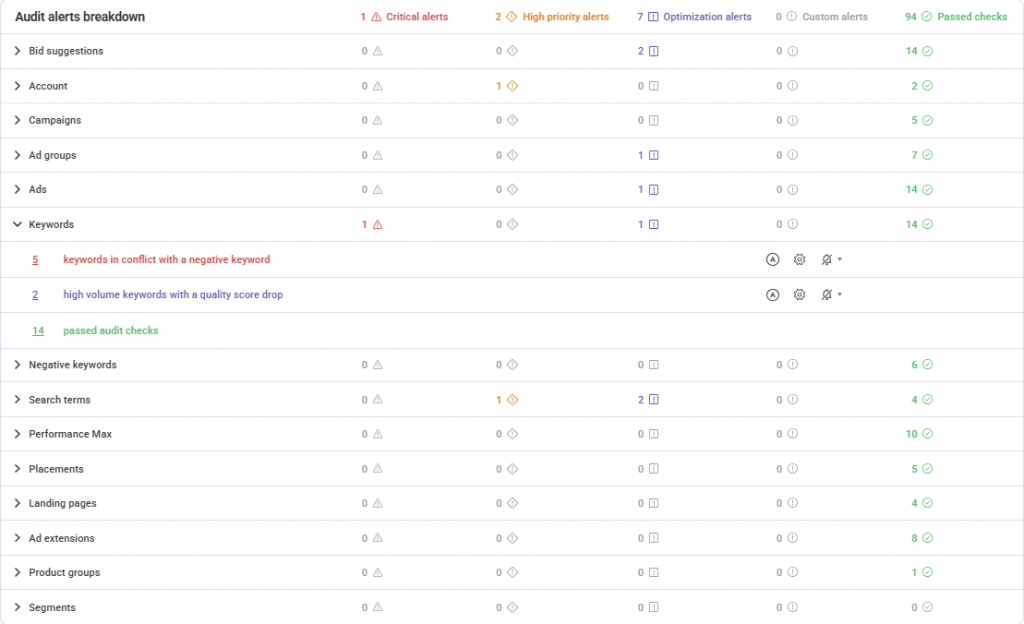 Audit alerts breakdown 1 Critical alerts 2 High priority alerts 7 Optimization alerts 0 Custom alerts 94 Passed checks
Bid suggestions 0 0 2 0 14
Account 0 1 0 0 2
Campaigns 0 0 0 0 5
Ad groups 0 0 1 0 7
Ads 0 0 1 0 14
Keywords 1 0 1 0 14
5 keywords in conflict with a negative keyword
2 high volume keywords with a quality score drop
14 passed audit checks
Negative keywords 0 0 0 0 6
Search terms 0 1 2 0 4
Performance Max 0 0 0 0 10
Placements 0 0 0 0 5
Landing pages 0 0 0 0 4
Ad extensions 0 0 0 0 8
Product groups 0 0 0 0 1
Segments 0 0 0 0 0